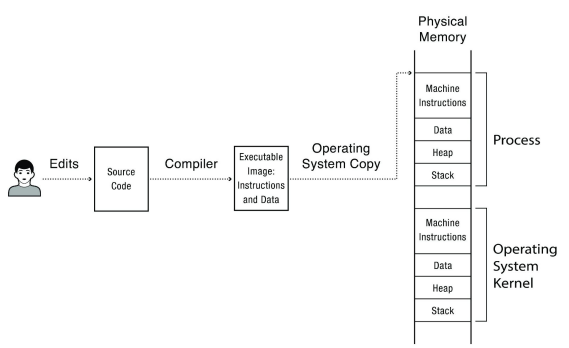 Physical
Memory
Edits
Source
Code
Compiler
Executable
Image:
Instructions
and Data
Operating
System Copy
Machine
Instructions
Data
Heap
Stack
Process
Machine
Instructions
Data
Heap
Stack
Operating
System
Kernel